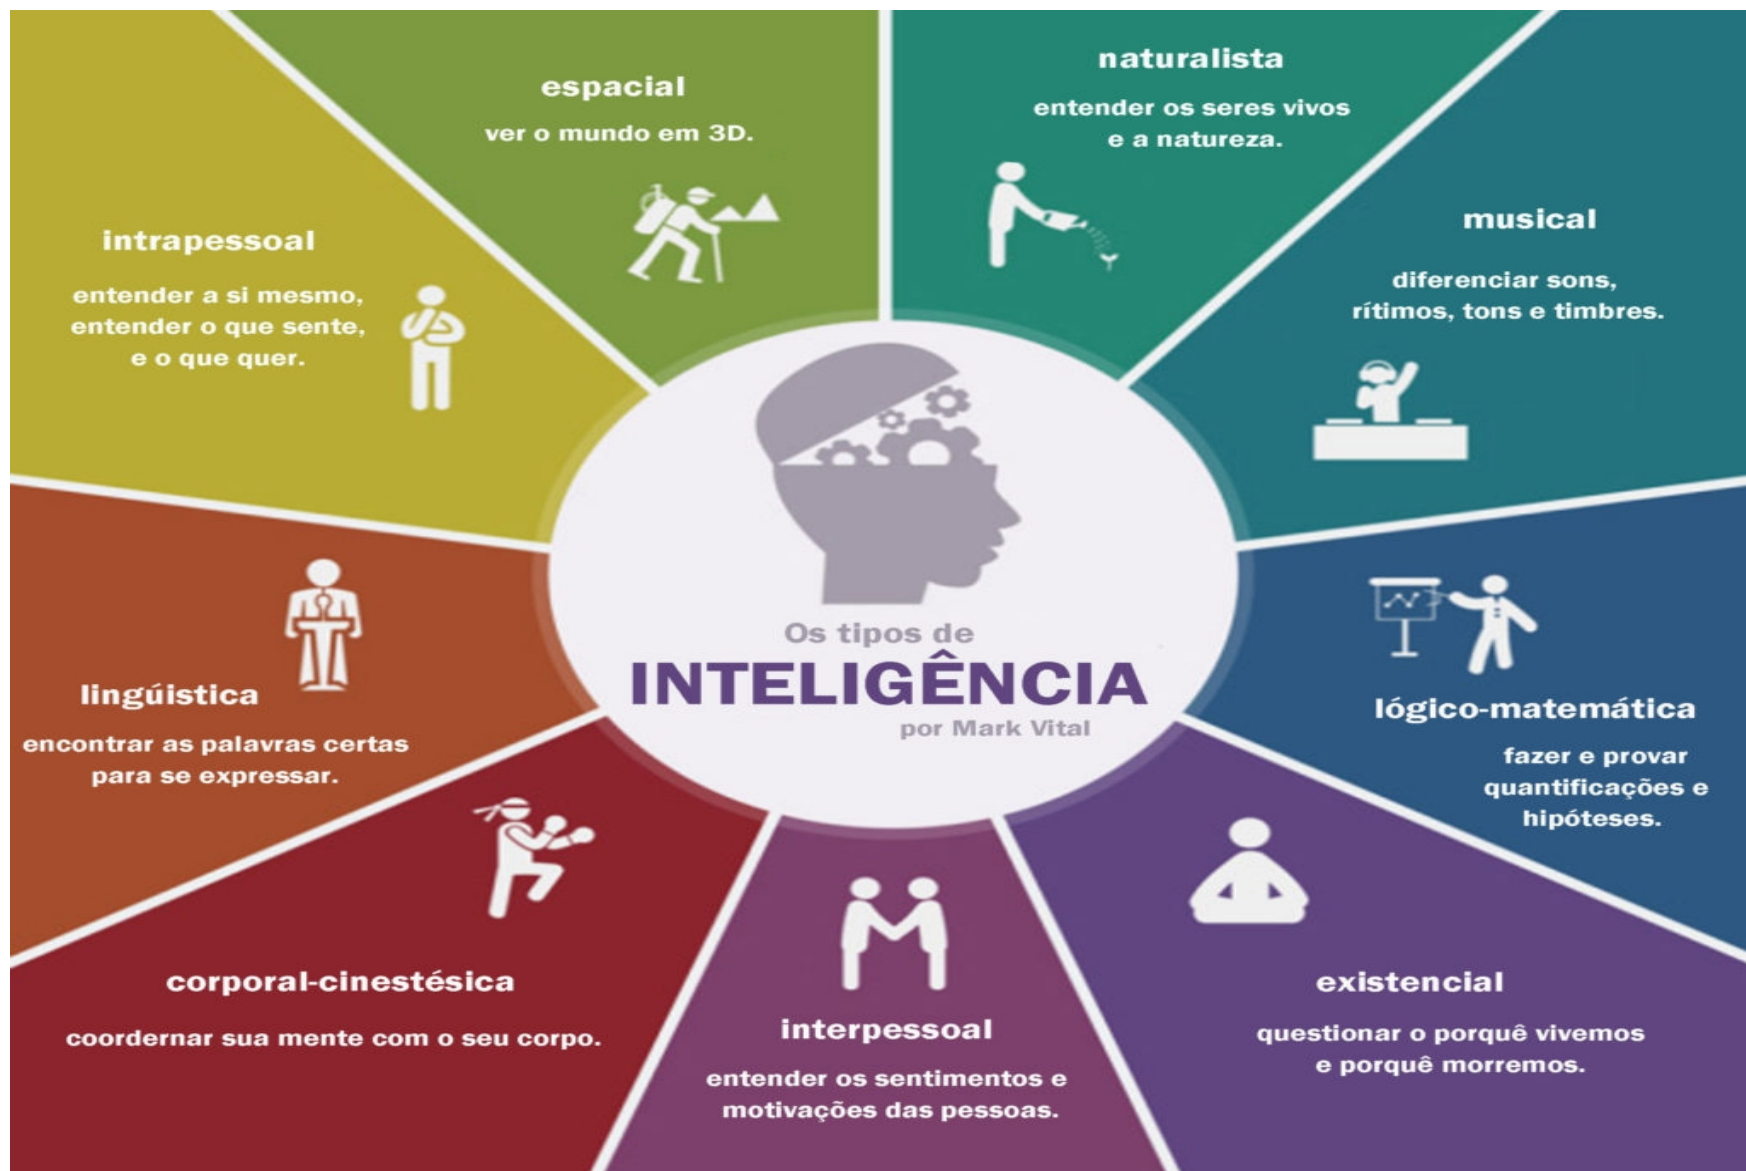 espacial
ver o mundo em 3D.
naturalista
entender os seres vivos
e a natureza.
musical
diferenciar sons,
rítimos, tons e timbres.
intrapessoal
entender a si mesmo,
entender o que sente,
e o que quer.
Os tipos de
INTELIGÊNCIA
por Mark Vital
lingúistica
encontrar as palavras certas
para se expressar.
lógico-matemática
fazer e provar
quantificações e
hipóteses.
corporal-cinestésica
coordernar sua mente com o seu corpo.
interpessoal
entender os sentimentos e
motivações das pessoas.
existencial
questionar o porquê vivemos
e porquê morremos.